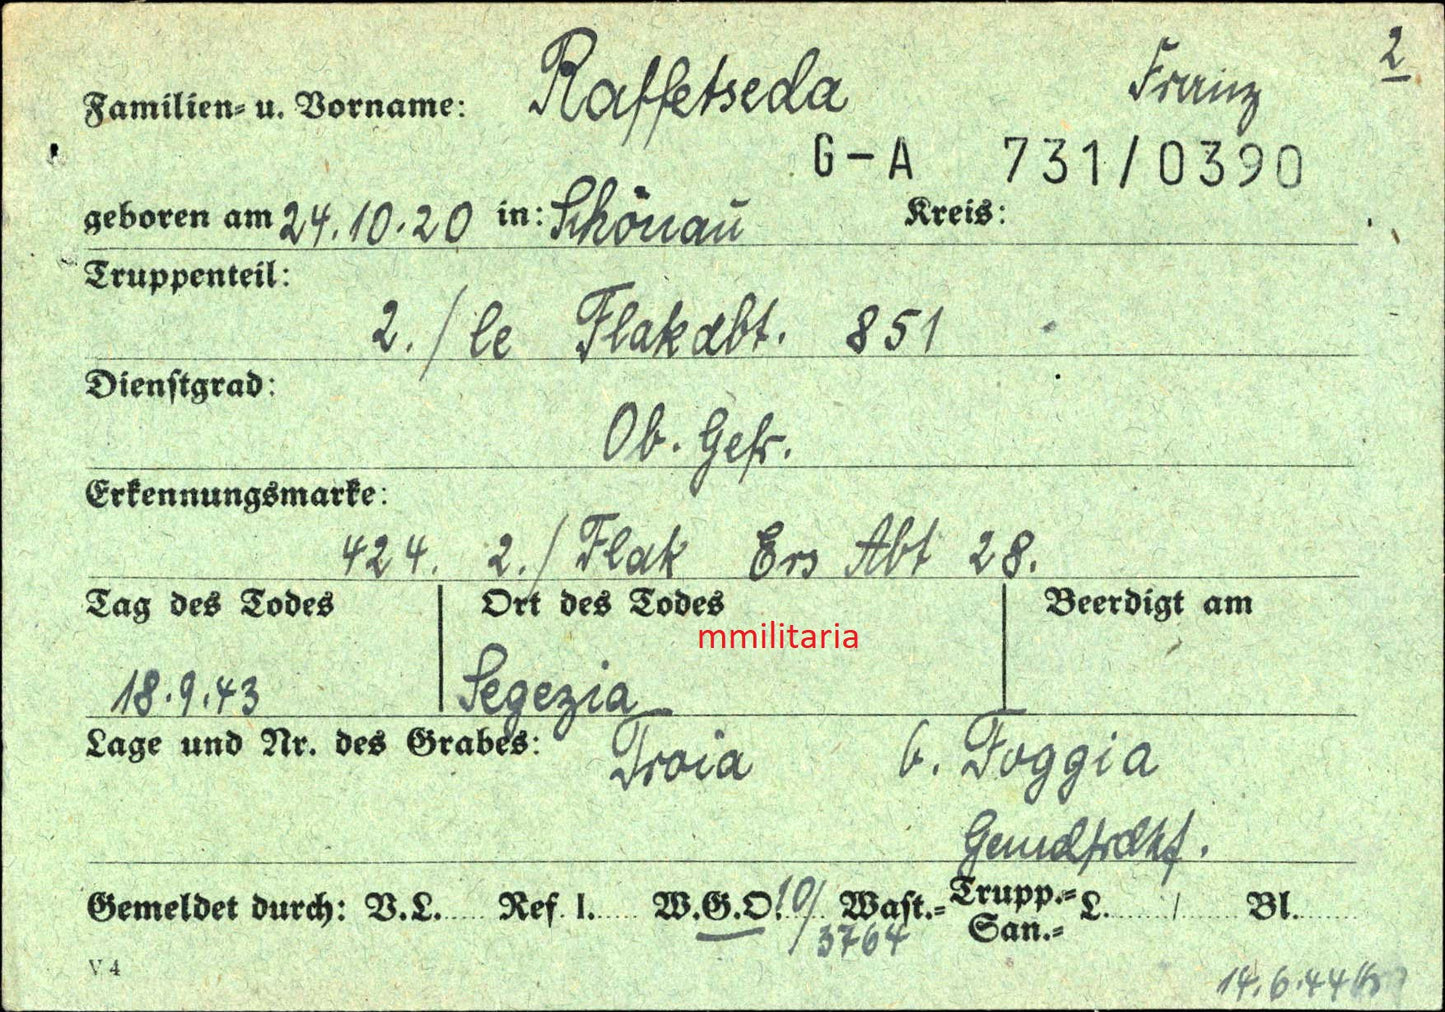 2
Familien- u. Vorname: Raffetseda Franz
G-A 731/0390
geboren am 24.10.20 in: Schönau Kreis:
Truppenteil:
2./le Flakabt. 851
Dienstgrad:
Ob. Gefr.
Erkennungsmarke:
424. 2./Flak Ers Abt 28.
Tag des Todes Ort des Todes Beerdigt am
mmilitaria
18.9.43 Segezia
Lage und Nr. des Grabes: Troia b. Foggia
Gemdfrdhf.
Gemeldet durch: V.L. Ref. I. W.G.O. 10/ Wast.- Trupp.- L. / Bl.
3764 San.-
V 4
14.6.44